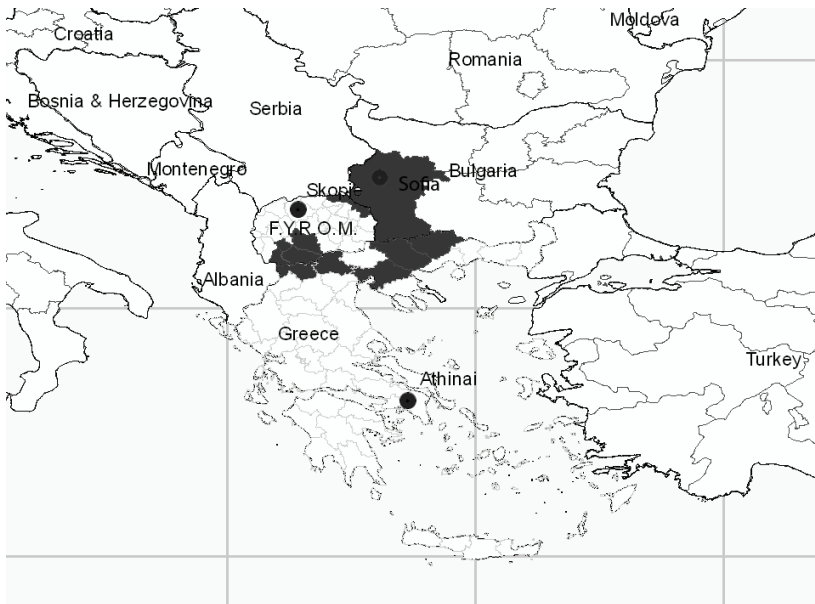 Moldova
Croatia
Romania
Bosnia & Herzegovina
Serbia
Montenegro
Bulgaria
Skopje
Sofia
F.Y.R.O.M.
Albania
Greece
Turkey
Athinai